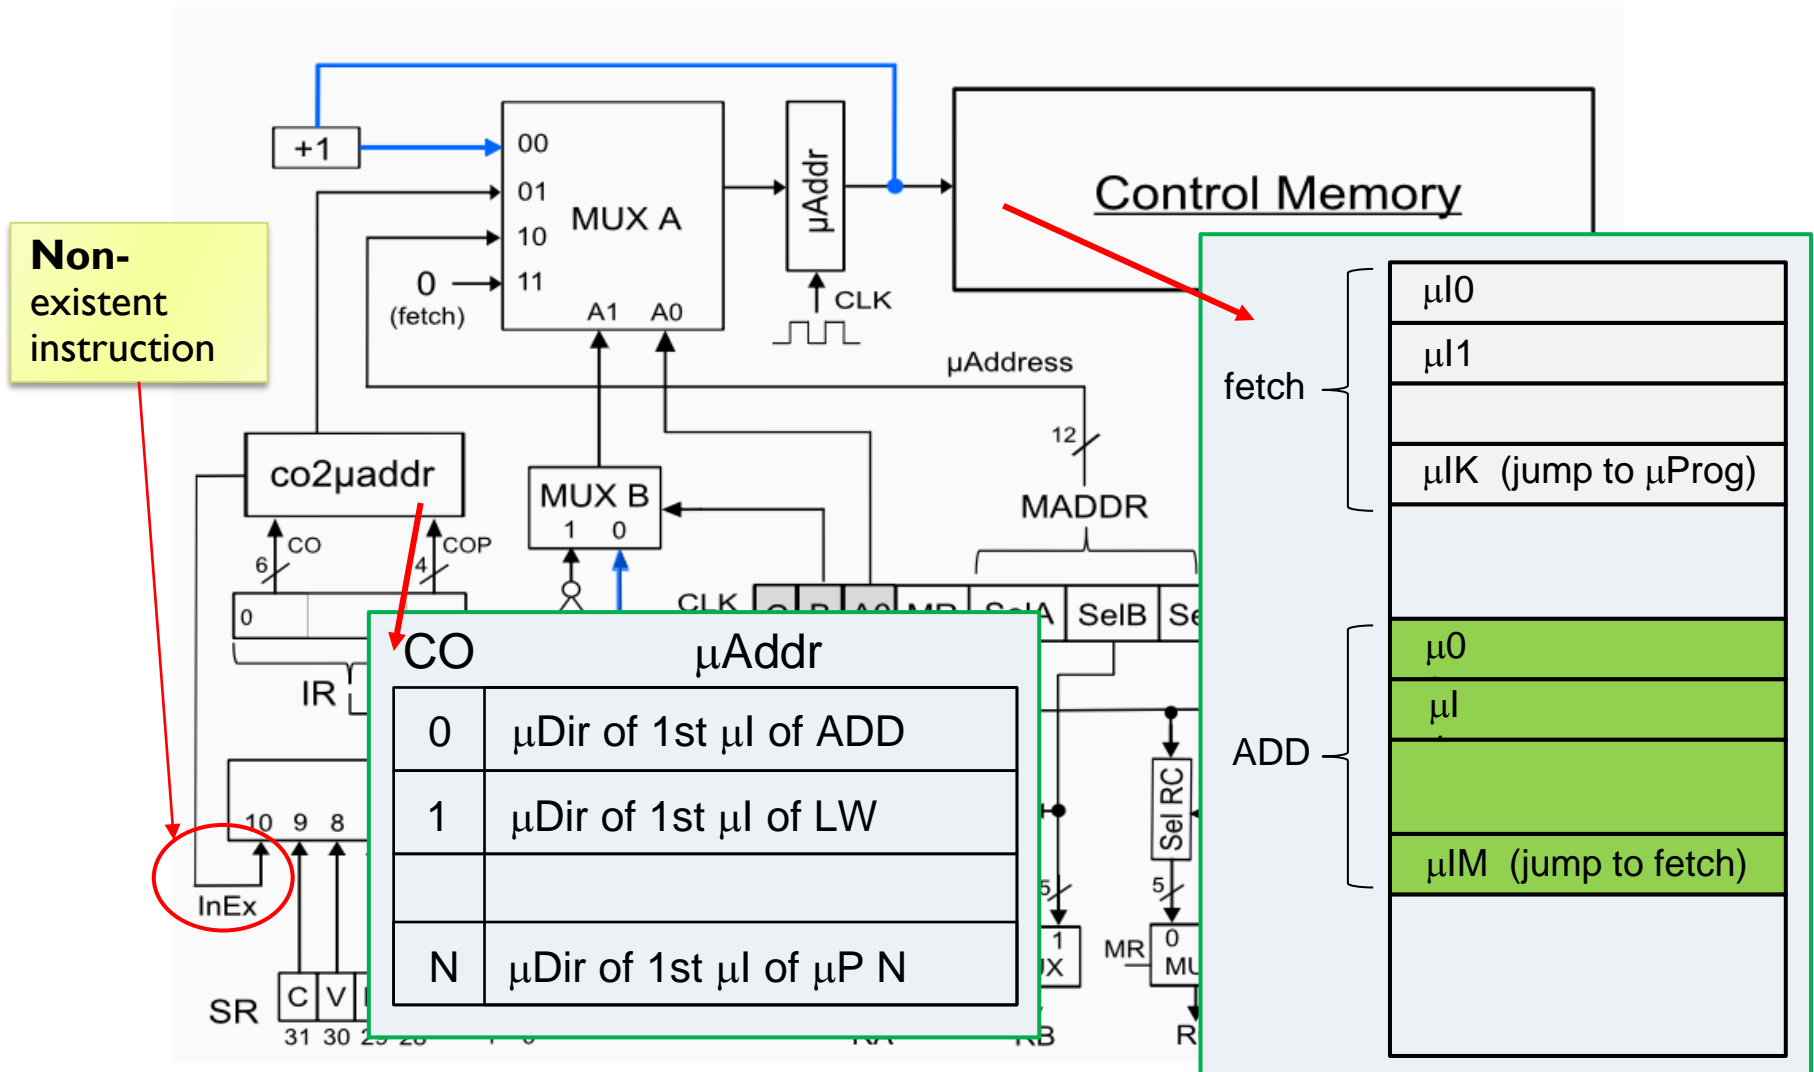 Non-
existent
instruction
+1
00
01
10
11
MUX A
A1 A0
0
(fetch)
µAddr
CLK
Control Memory
µAddress
12
MADDR
co2µaddr
CO
6
COP
4
MUX B
1 0
0
IR
CLK
SelB
fetch
µI0
µI1
µIK (jump to µProg)
ADD
µ0
µI
µIM (jump to fetch)
CO µAddr
0 µDir of 1st µI of ADD
1 µDir of 1st µI of LW
N µDir of 1st µI of µP N
10 9 8
InEx
SR
C V
31 30
Sel RC
5
5
1
MR
0